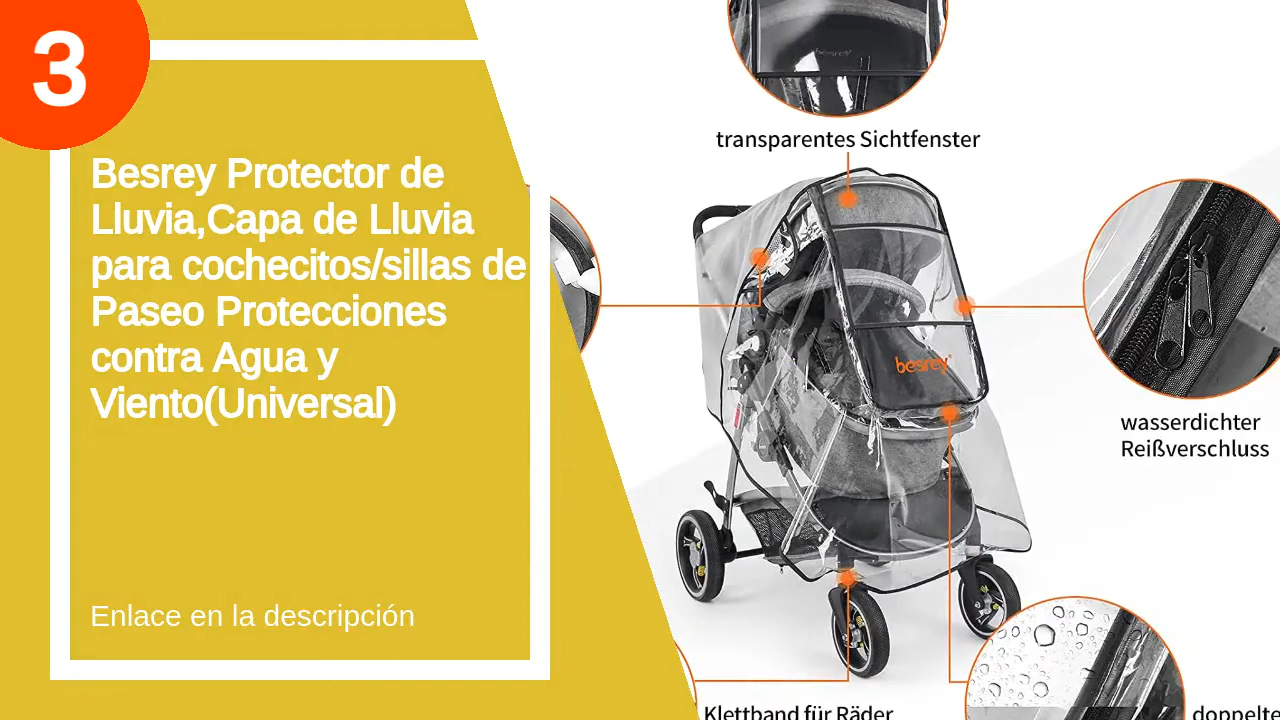 3
Besrey Protector de
Lluvia,Capa de Lluvia
para cochecitos/sillas de
Paseo Protecciones
contra Agua y
Viento(Universal)
Enlace en la descripción
besrey
transparentes Sichtfenster
besrey
wasserdichter
Reißverschluss
Klettband für Räder
doppelte